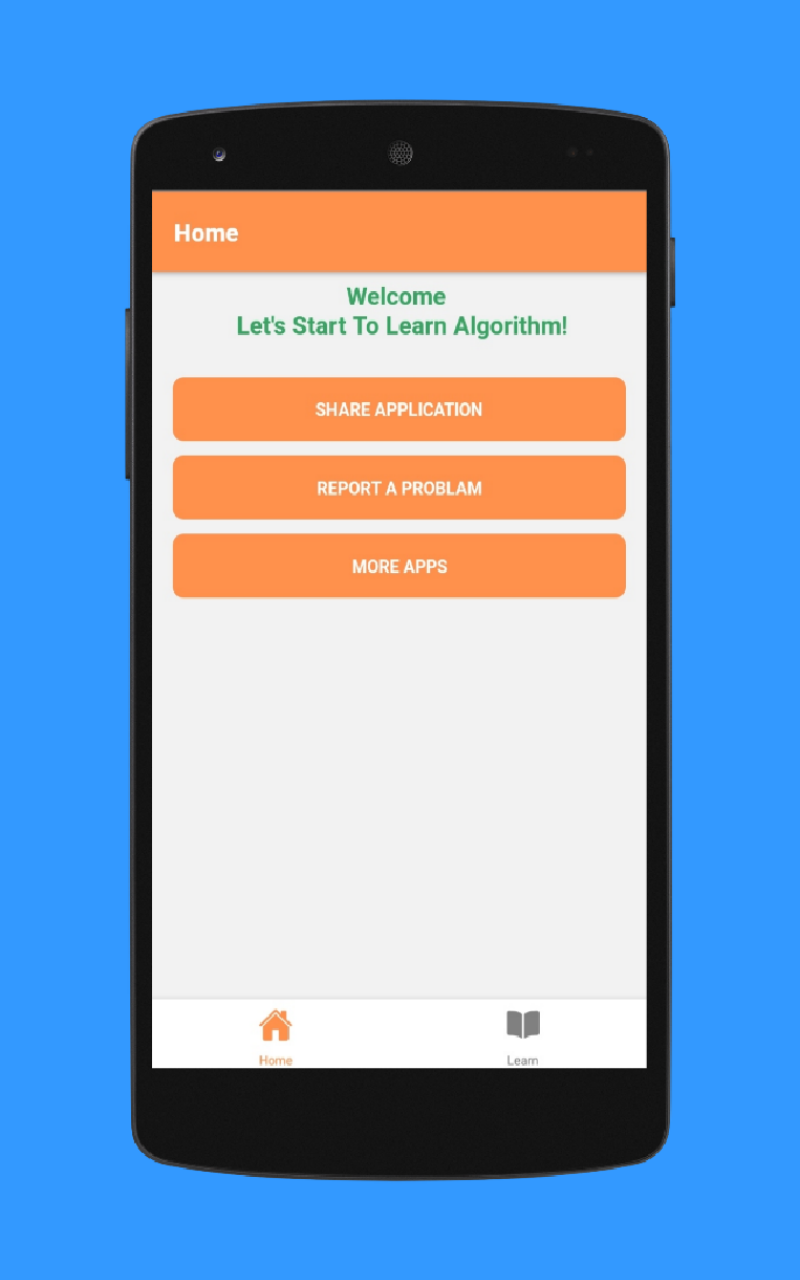 Home
Welcome
Let's Start To Learn Algorithm!
SHARE APPLICATION
REPORT A PROBLAM
MORE APPS
Home
Learn